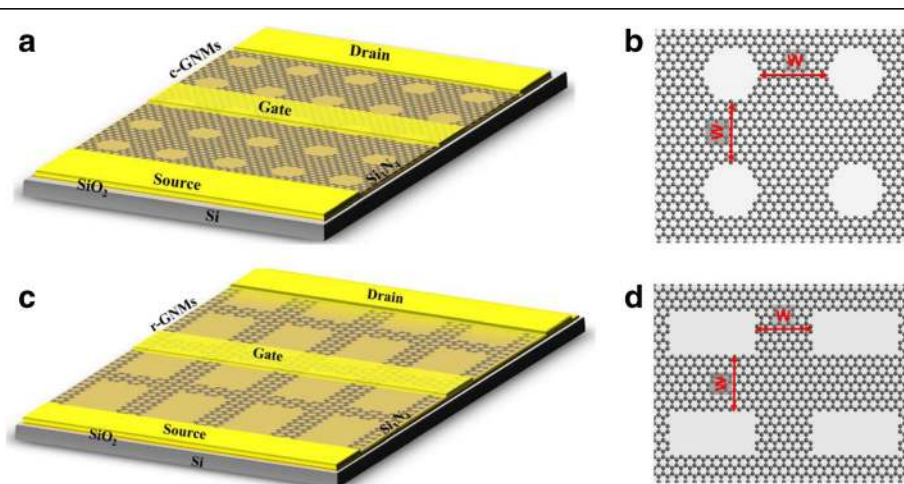 a
Drain
c-GNMs
Gate
Si₃N₄
Source
SiO₂
Si
b
W
W
c
Drain
r-GNMs
Gate
Si₃N₄
Source
SiO₂
Si
d
W
W